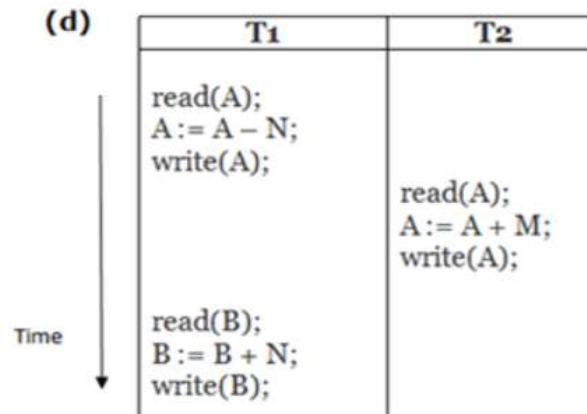 (d)
T1 T2
read(A);
A := A – N;
write(A);
read(A);
A := A + M;
write(A);
read(B);
Time
B := B + N;
write(B);